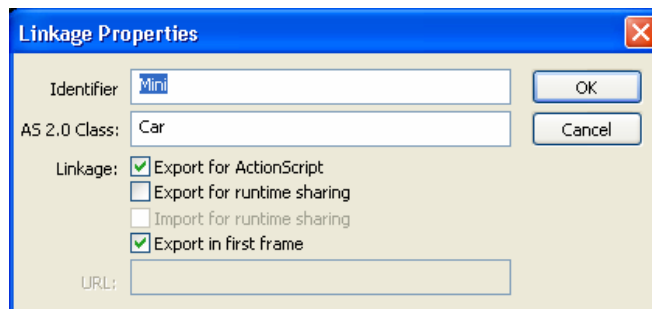 Linkage Properties
Identifier Mini OK
AS 2.0 Class: Car Cancel
Linkage: Export for ActionScript
Export for runtime sharing
Import for runtime sharing
Export in first frame
URL: